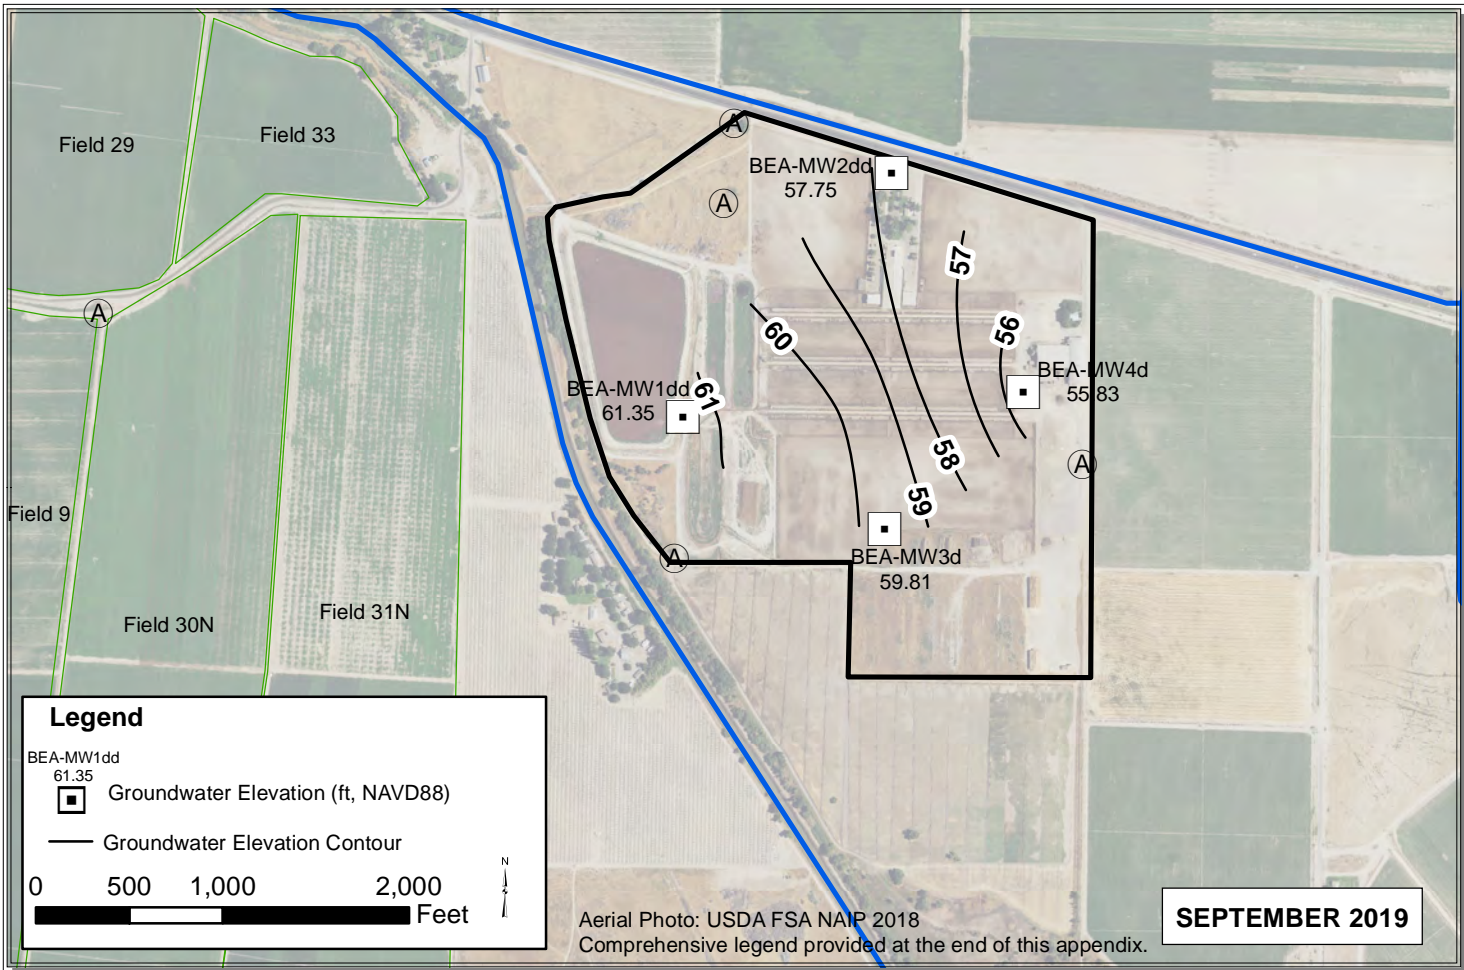 Field 29
Field 33
A
BEA-MW2dd
57.75
A
57
A
60
56
BEA-MW4d
55.83
BEA-MW1dd
61.35
61
58
A
59
Field 9
BEA-MW3d
59.81
A
Field 30N
Field 31N
Legend
BEA-MW1dd
61.35
Groundwater Elevation (ft, NAVD88)
Groundwater Elevation Contour
N
0 500 1,000 2,000
Feet
Aerial Photo: USDA FSA NAIP 2018
Comprehensive legend provided at the end of this appendix.
SEPTEMBER 2019